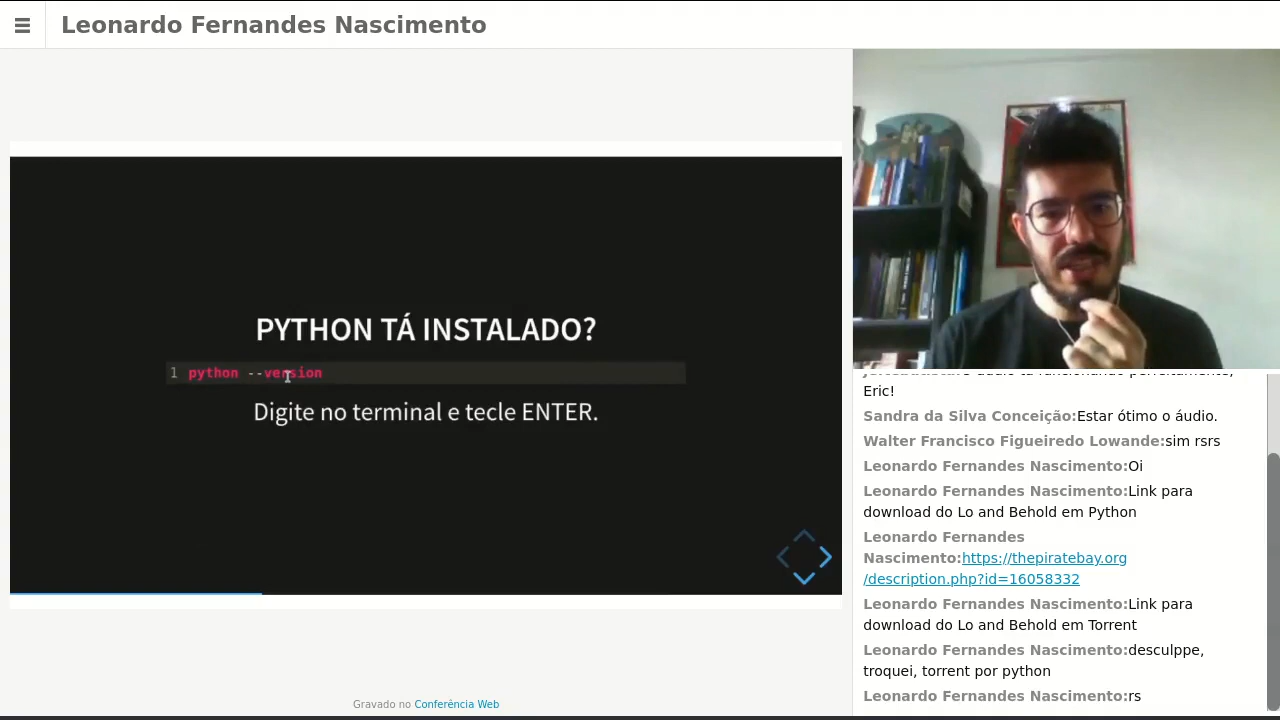 Leonardo Fernandes Nascimento
PYTHON TÁ INSTALADO?
1 python --version
Digite no terminal e tecle ENTER.
Gravado no Conferência Web
Eric!
Sandra da Silva Conceição:Estar ótimo o áudio.
Walter Francisco Figueiredo Lowande:sim rsrs
Leonardo Fernandes Nascimento:Oi
Leonardo Fernandes Nascimento:Link para
download do Lo and Behold em Python
Leonardo Fernandes
Nascimento:https://thepiratebay.org
/description.php?id=16058332
Leonardo Fernandes Nascimento:Link para
download do Lo and Behold em Torrent
Leonardo Fernandes Nascimento:desculppe,
troquei, torrent por python
Leonardo Fernandes Nascimento:rs